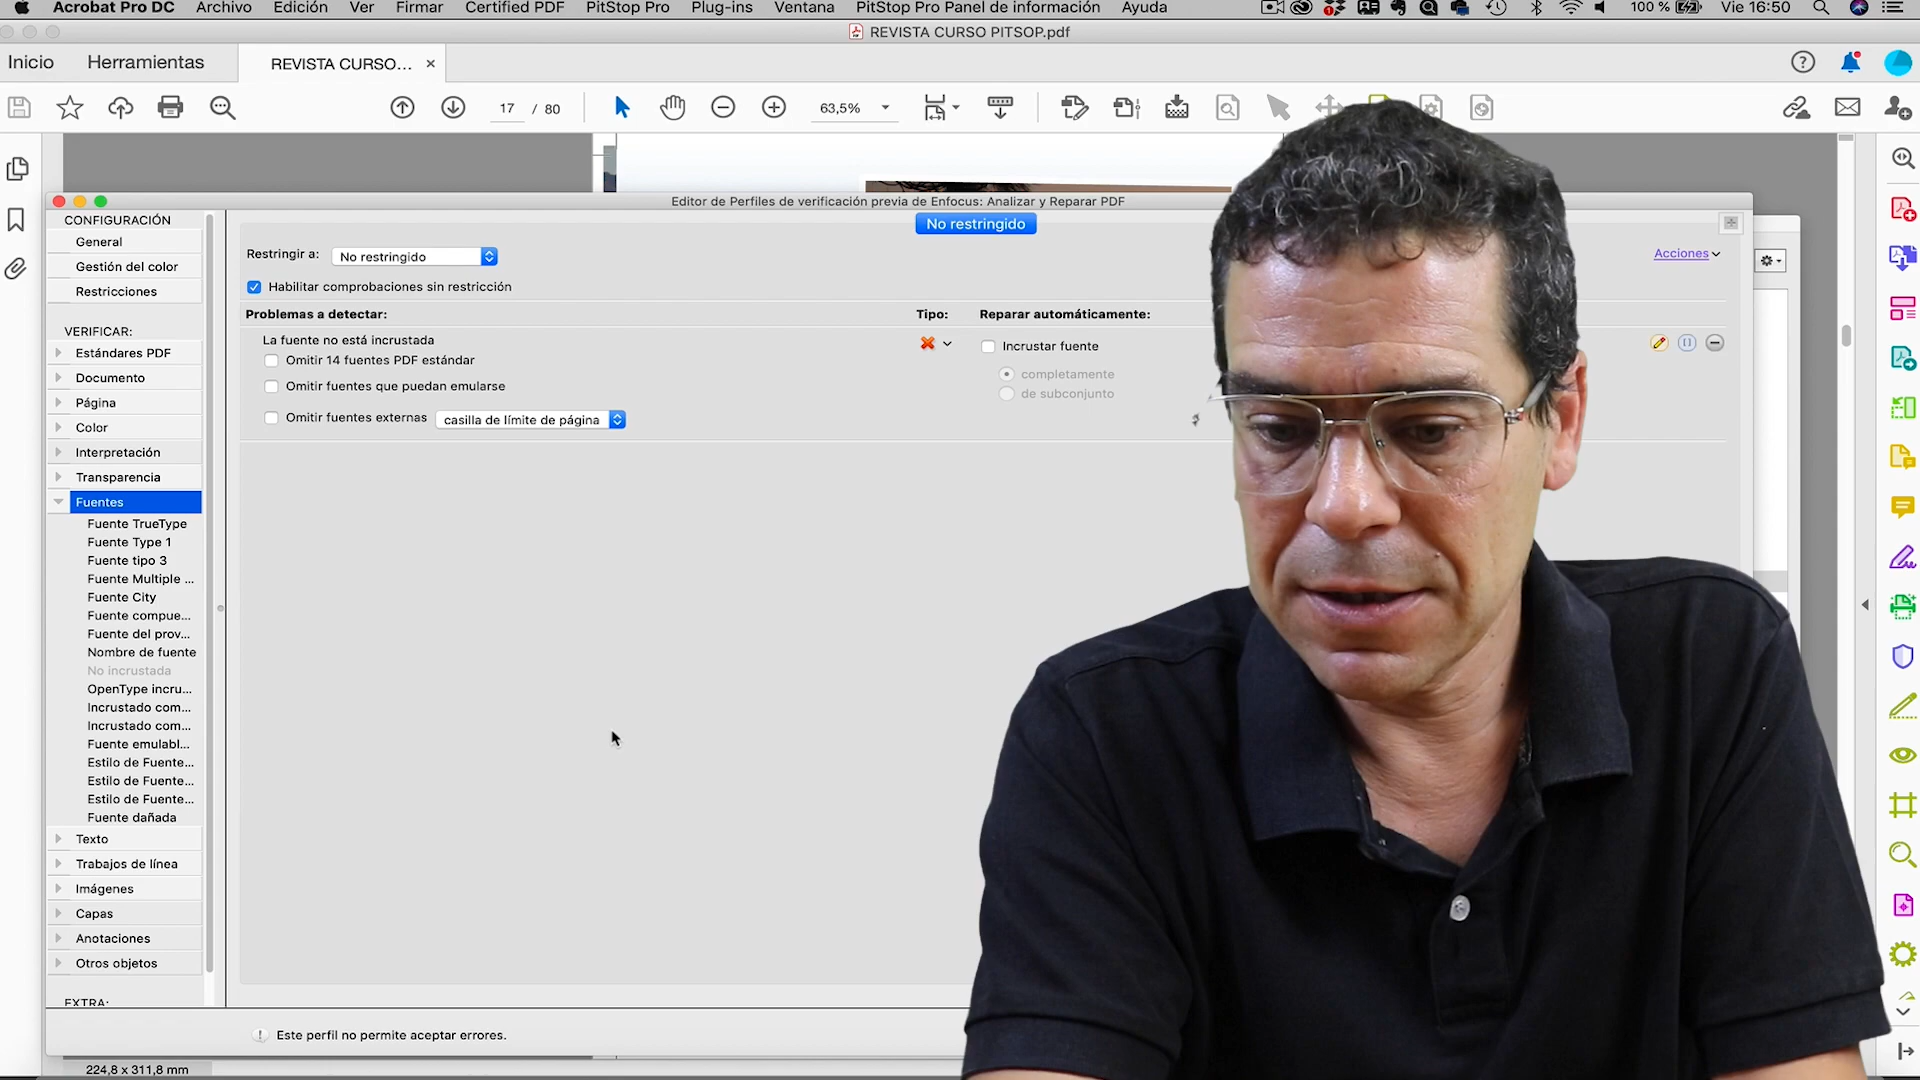 Acrobat Pro DC Archivo Edición Ver Firmar Certified PDF PitStop Pro Plug-ins Ventana PitStop Pro Panel de información Ayuda 100 % Vie 16:50
REVISTA CURSO PITSOP.pdf
Inicio Herramientas REVISTA CURSO... ×
17 / 80 63,5%
Editor de Perfiles de verificación previa de Enfocus: Analizar y Reparar PDF
CONFIGURACIÓN
General
Gestión del color
Restricciones
VERIFICAR:
Estándares PDF
Documento
Página
Color
Interpretación
Transparencia
Fuentes
Fuente TrueType
Fuente Type 1
Fuente tipo 3
Fuente Multiple ...
Fuente City
Fuente compue...
Fuente del prov...
Nombre de fuente
No incrustada
OpenType incru...
Incrustado com...
Incrustado com...
Fuente emulabl...
Estilo de Fuente...
Estilo de Fuente...
Estilo de Fuente...
Fuente dañada
Texto
Trabajos de línea
Imágenes
Capas
Anotaciones
Otros objetos
EXTRA:
No restringido
Restringir a: No restringido
Acciones
Habilitar comprobaciones sin restricción
Problemas a detectar: Tipo: Reparar automáticamente:
La fuente no está incrustada
Incrustar fuente
Omitir 14 fuentes PDF estándar
completamente
Omitir fuentes que puedan emularse
de subconjunto
Omitir fuentes externas casilla de límite de página
Este perfil no permite aceptar errores.
224,8 x 311,8 mm